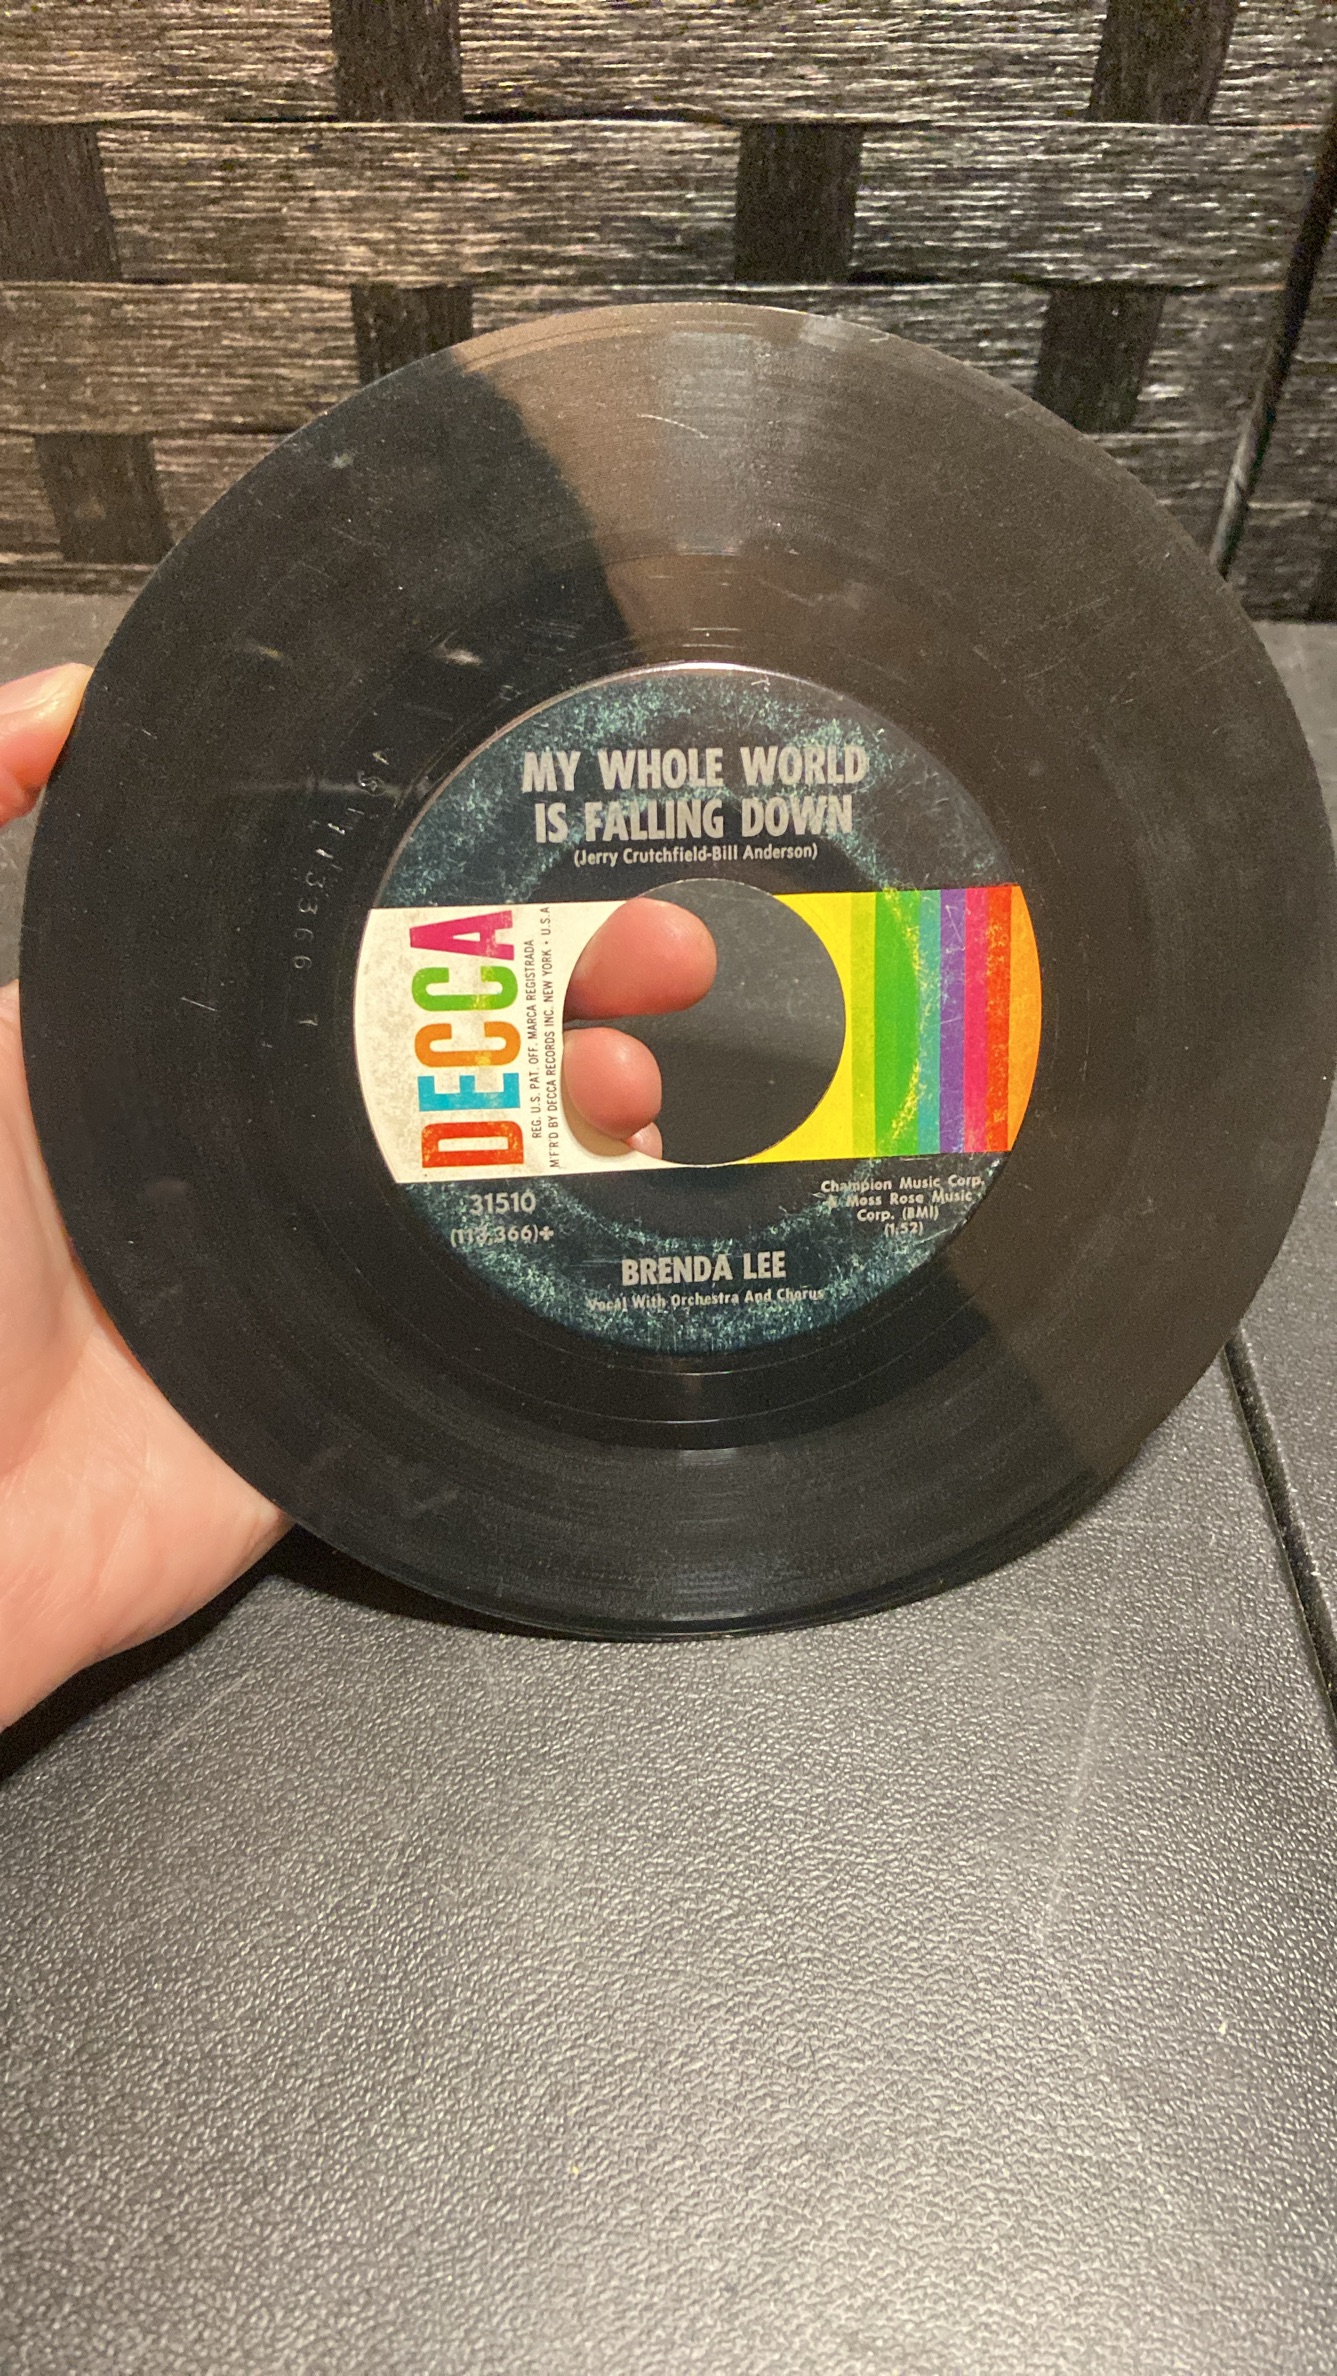 MY WHOLE WORLD
IS FALLING DOWN
(Jerry Crutchfield-Bill Anderson)
DECCA
REG. U.S. PAT. OFF. MARCA REGISTRADA
M'F'R'D BY DECCA RECORDS INC. NEW YORK • U.S.A
31510
(113,366)+
Champion Music Corp.
Moss Rose Music
Corp. (BMI)
(1:52)
BRENDA LEE
Vocal With Orchestra And Chorus